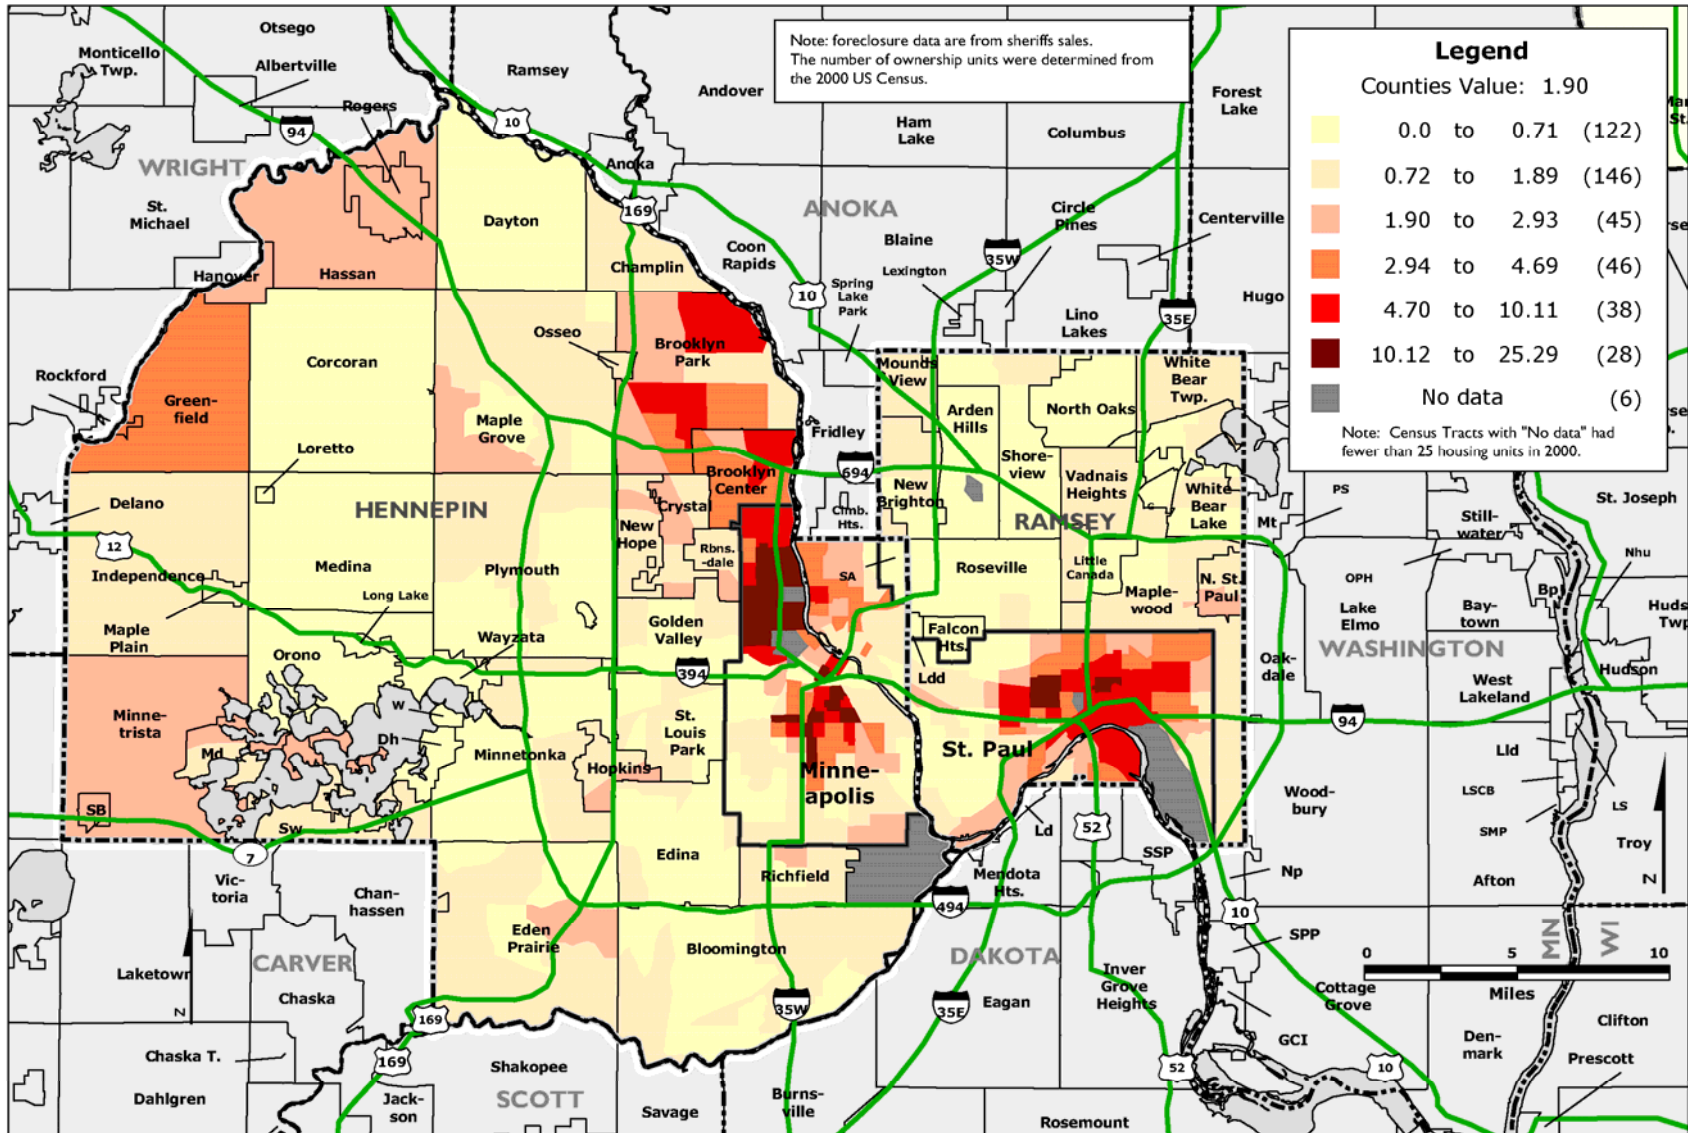 Otsego
Monticello
Twp.
Albertville
Ramsey
Andover
Note: foreclosure data are from sheriffs sales.
The number of ownership units were determined from
the 2000 US Census.
Forest
Lake
Legend
Counties Value: 1.90
0.0 to 0.71 (122)
0.72 to 1.89 (146)
1.90 to 2.93 (45)
2.94 to 4.69 (46)
4.70 to 10.11 (38)
10.12 to 25.29 (28)
No data (6)
Note: Census Tracts with "No data" had
fewer than 25 housing units in 2000.
Rogers
94
10
Ham
Lake
Columbus
WRIGHT
Anoka
St.
Michael
Dayton
169
ANOKA
Circle
Pines
Centerville
Blaine
35W
Coon
Rapids
Champlin
Hanover
Hassan
Lexington
10
Spring
Lake
Park
Hugo
35E
Lino
Lakes
Osseo
Brooklyn
Park
Corcoran
Rockford
Mounds
View
White
Bear
Twp.
Green-
field
Maple
Grove
Arden
Hills
North Oaks
Fridley
Loretto
694
Shore-
view
Brooklyn
Center
Vadnais
Heights
New
Brighton
White
Bear
Lake
PS
St. Joseph
Delano
HENNEPIN
Crystal
Clmb.
Hts.
RAMSEY
Mt
Still-
water
New
Hope
12
Rbns.
-dale
Nhu
Medina
Plymouth
Independence
SA
Roseville
Little
Canada
N. St.
Paul
OPH
Bp
Long Lake
Maple-
wood
Lake
Elmo
Bay-
town
Maple
Plain
Golden
Valley
Falcon
Hts.
Wayzata
WASHINGTON
Orono
394
Ldd
Oak-
dale
Hudson
West
Lakeland
W
Minne-
trista
St.
Louis
Park
94
Dh
Md
Minnetonka
St. Paul
Lld
Hopkins
Minne-
apolis
Wood-
bury
LSCB
LS
SB
Sw
Ld
52
SMP
Troy
7
Edina
SSP
Vic-
toria
Richfield
Mendota
Hts.
Np
Afton
N
Chan-
hassen
494
10
Eden
Prairie
SPP
MN
WI
Bloomington
DAKOTA
0 5 10
Miles
CARVER
Laketown
Inver
Grove
Heights
Cottage
Grove
Chaska
N
35W
35E
Eagan
169
Clifton
GCI
Den-
mark
Chaska T.
169
Shakopee
52
10
Prescott
Dahlgren
Jack-
son
SCOTT
Savage
Burns-
ville
Rosemount